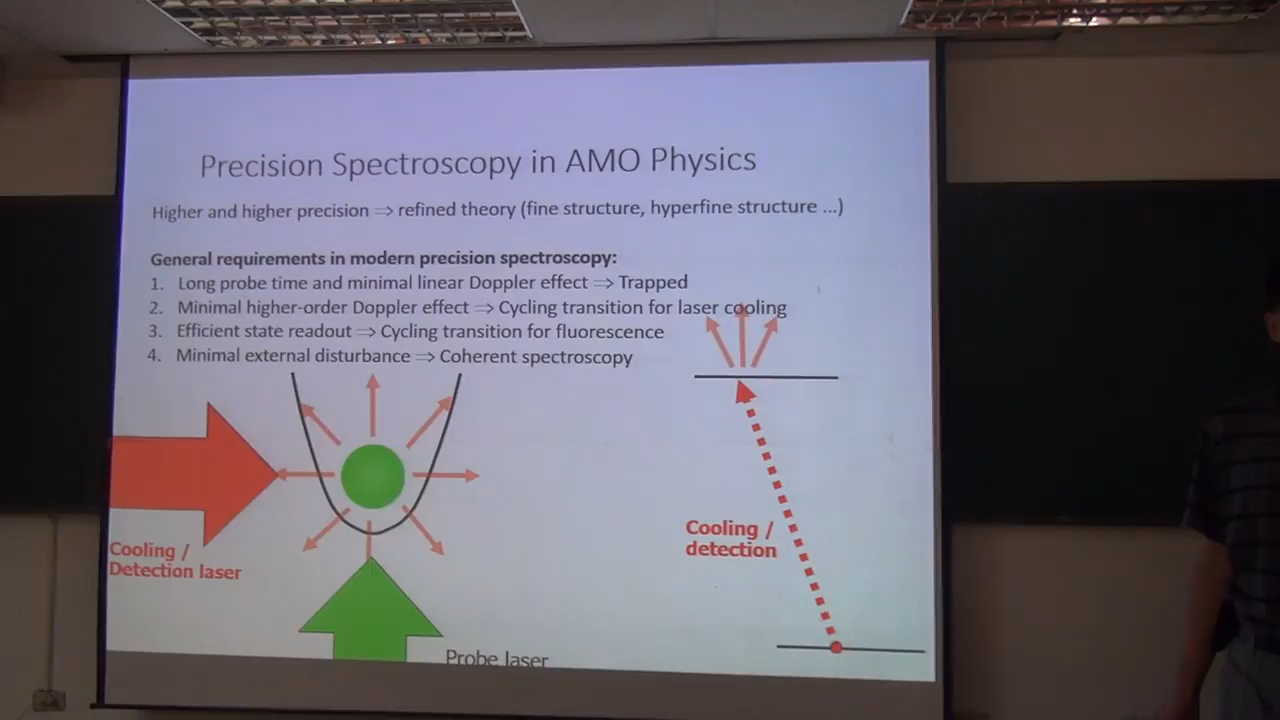 Precision Spectroscopy in AMO Physics
Higher and higher precision ⇒ refined theory (fine structure, hyperfine structure ...)
General requirements in modern precision spectroscopy:
1. Long probe time and minimal linear Doppler effect ⇒ Trapped
2. Minimal higher-order Doppler effect ⇒ Cycling transition for laser cooling
3. Efficient state readout ⇒ Cycling transition for fluorescence
4. Minimal external disturbance ⇒ Coherent spectroscopy
Cooling /
Detection laser
Cooling /
detection
Probe laser